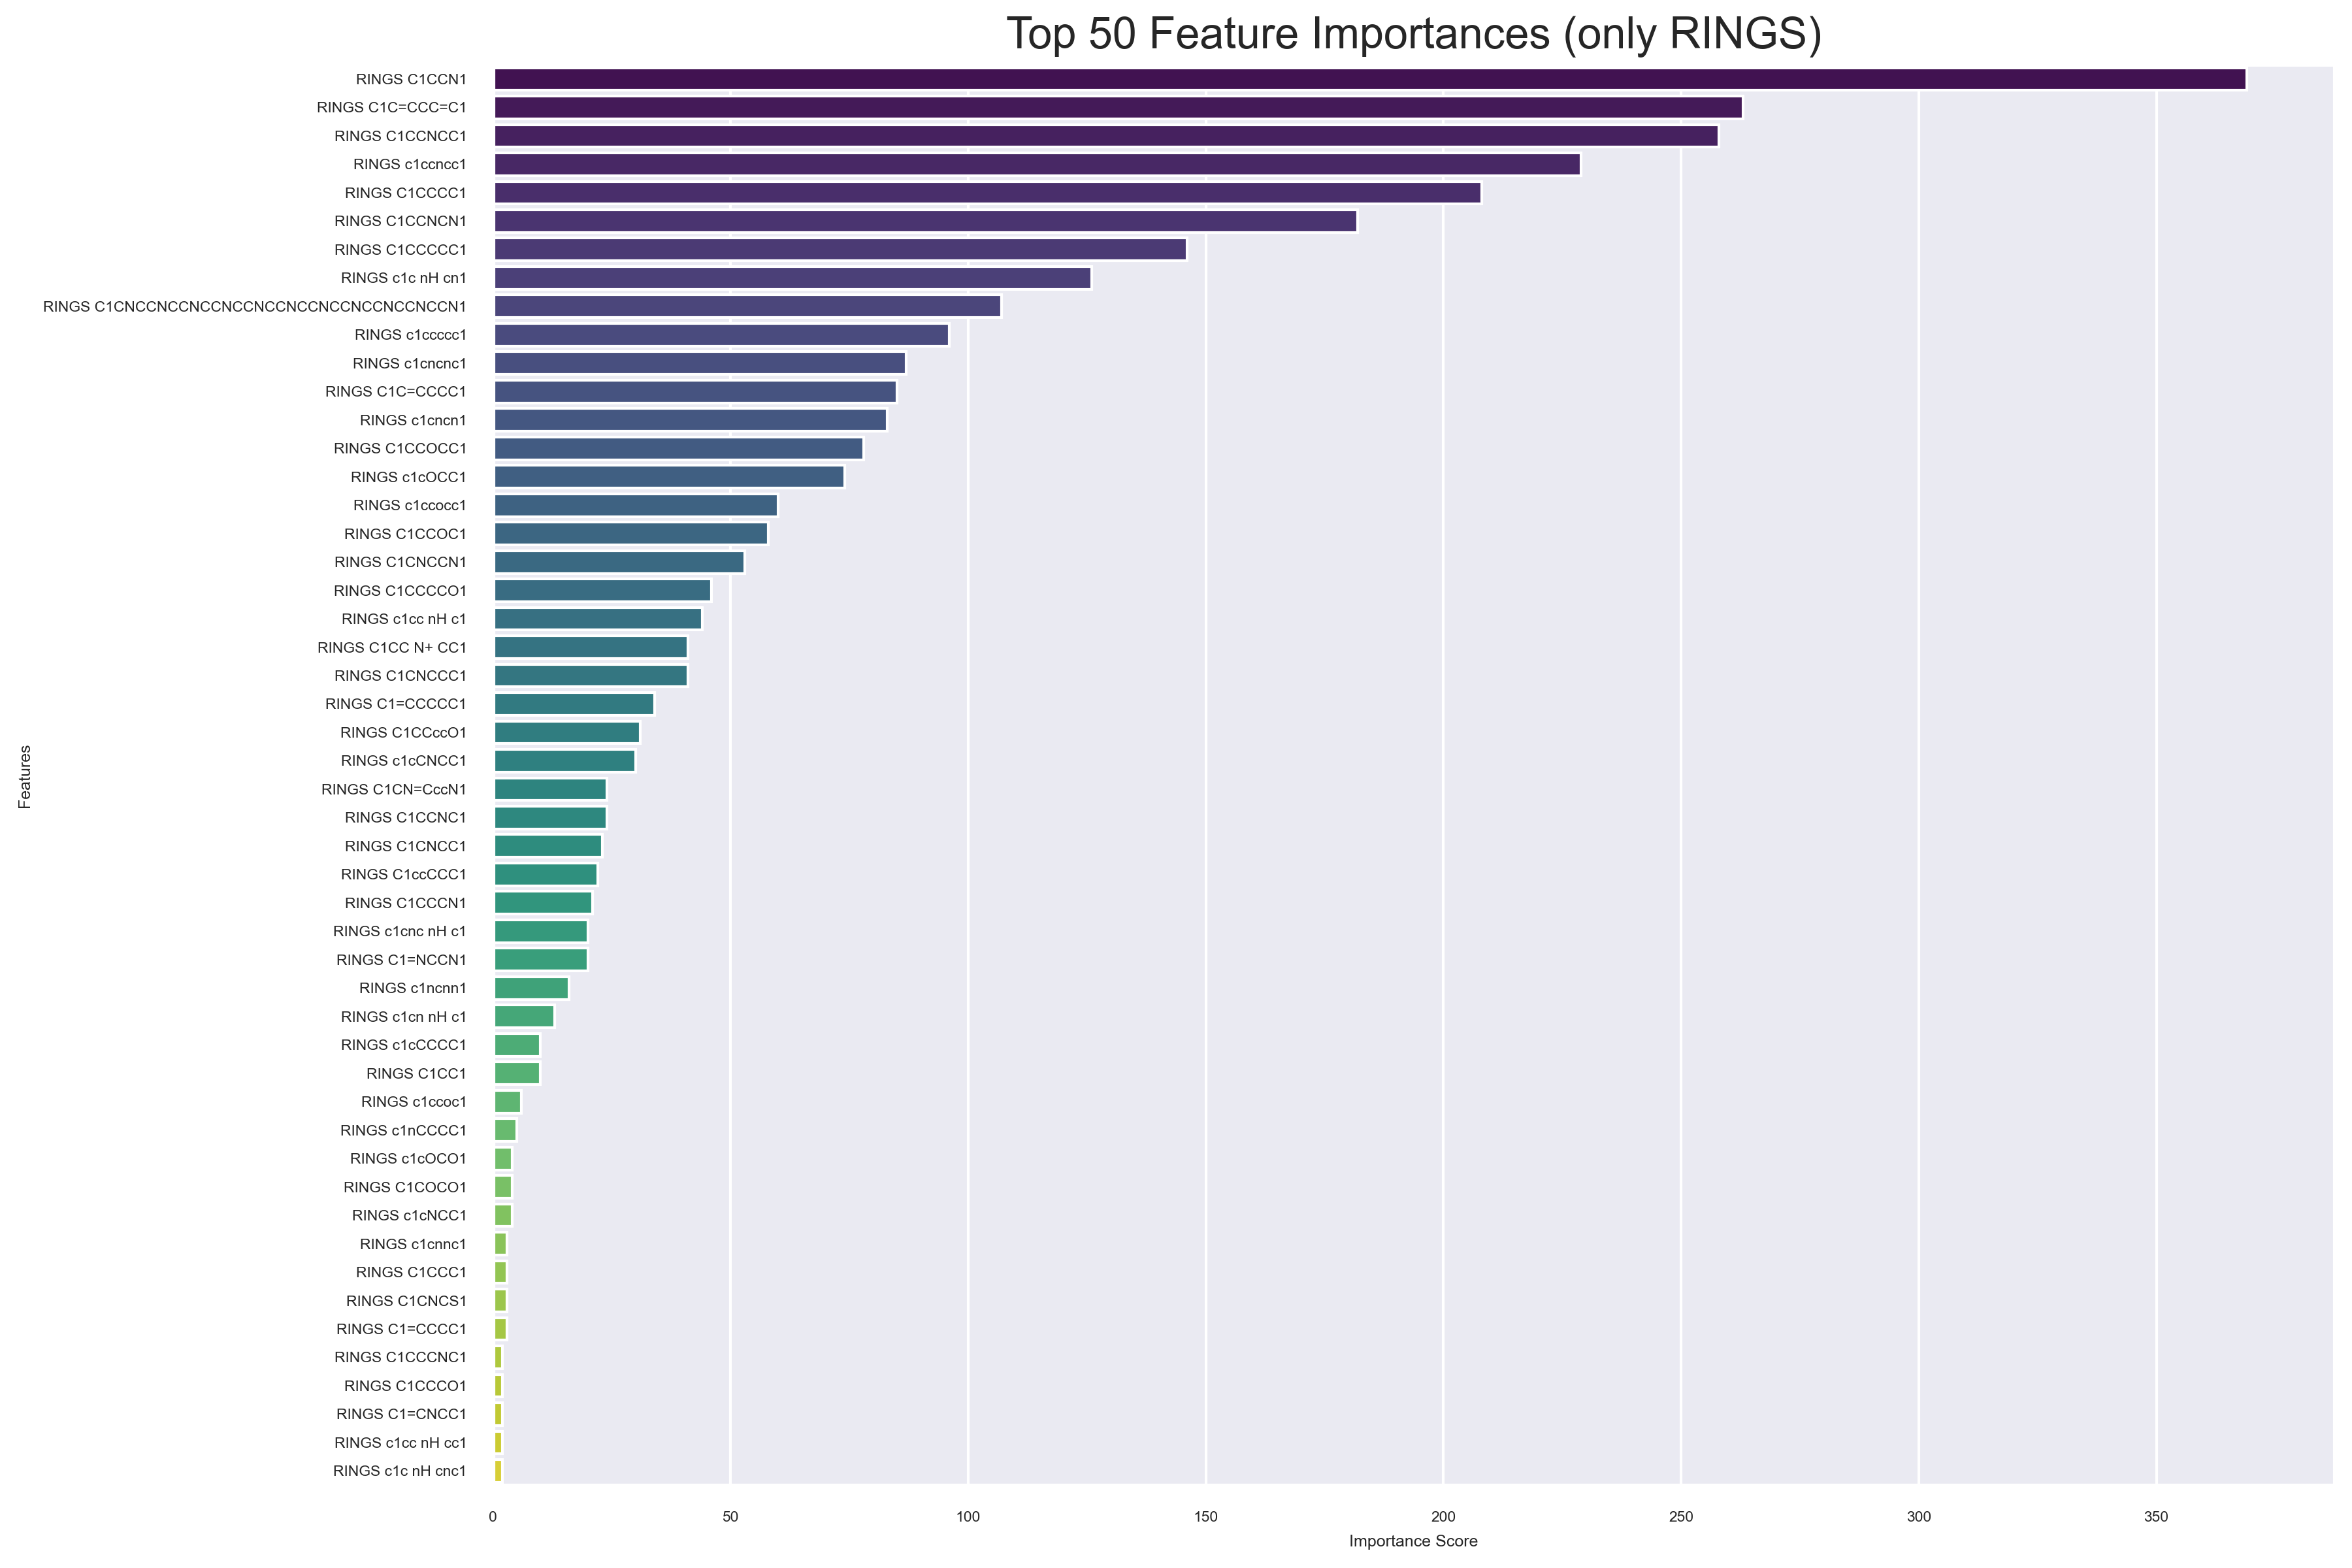 Top 50 Feature Importances (only RINGS)
RINGS C1CCN1
RINGS C1C=CCC=C1
RINGS C1CCNCC1
RINGS c1ccncc1
RINGS C1CCCC1
RINGS C1CCNCN1
RINGS C1CCCCC1
RINGS c1c nH cn1
RINGS C1CNCCNCCNCCNCCNCCNCCNCCNCCNCCNCCN1
RINGS c1ccccc1
RINGS c1cncnc1
RINGS C1C=CCCC1
RINGS c1cncn1
RINGS C1CCOCC1
RINGS c1cOCC1
RINGS c1ccocc1
RINGS C1CCOC1
RINGS C1CNCCN1
RINGS C1CCCCO1
RINGS c1cc nH c1
RINGS C1CC N+ CC1
RINGS C1CNCCC1
RINGS C1=CCCCC1
RINGS C1CCccO1
RINGS c1cCNCC1
RINGS C1CN=CccN1
RINGS C1CCNC1
RINGS C1CNCC1
RINGS C1ccCCC1
RINGS C1CCCN1
RINGS c1cnc nH c1
RINGS C1=NCCN1
RINGS c1ncnn1
RINGS c1cn nH c1
RINGS c1cCCCC1
RINGS C1CC1
RINGS c1ccoc1
RINGS c1nCCCC1
RINGS c1cOCO1
RINGS C1COCO1
RINGS c1cNCC1
RINGS c1cnnc1
RINGS C1CCC1
RINGS C1CNCS1
RINGS C1=CCCC1
RINGS C1CCCNC1
RINGS C1CCCO1
RINGS C1=CNCC1
RINGS c1cc nH cc1
RINGS c1c nH cnc1
Features
0 50 100 150 200 250 300 350
Importance Score